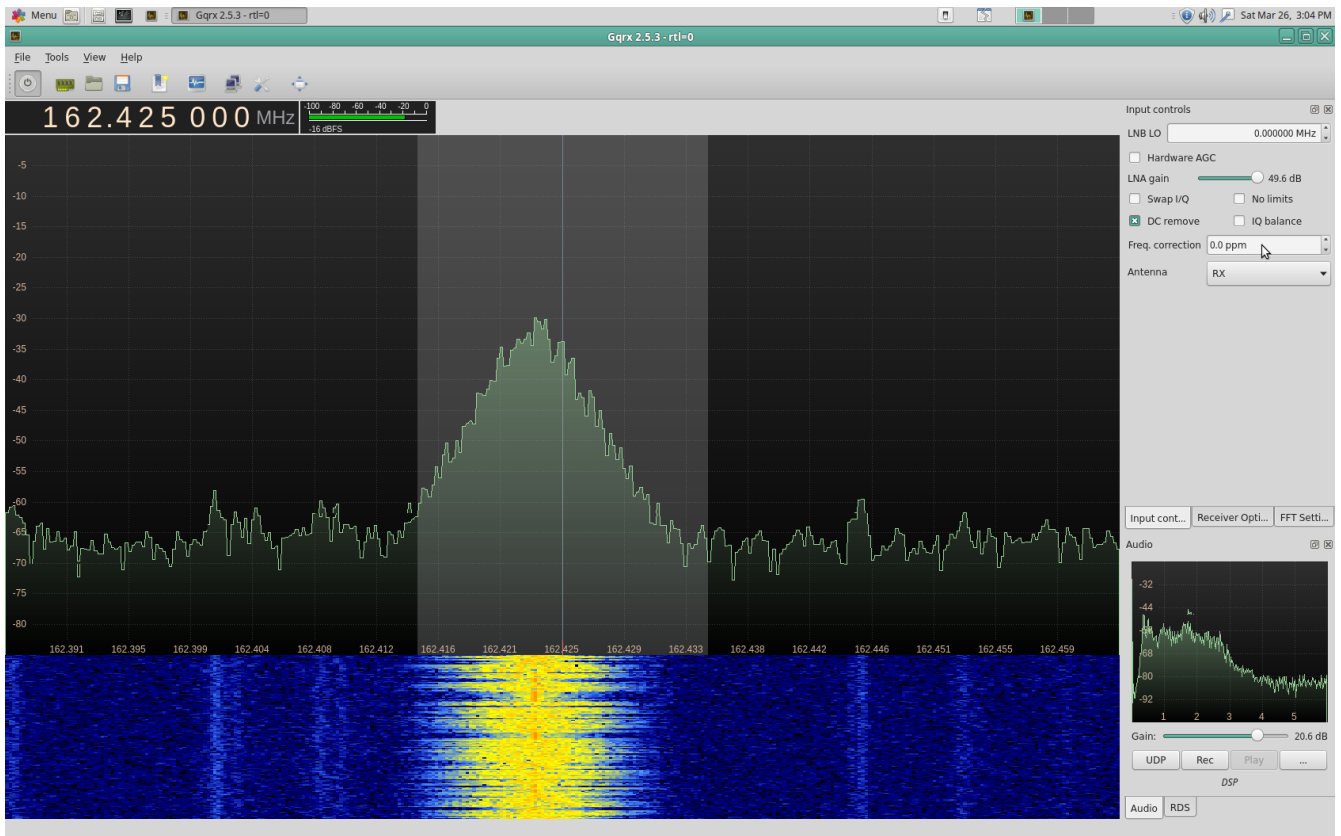 Menu Gqrx 2.5.3 - rtl=0 Sat Mar 26, 3:04 PM
Gqrx 2.5.3 - rtl=0
File Tools View Help
162.425 000 MHz
-100 -80 -60 -40 -20 0
-16 dBFS
-5
-10
-15
-20
-25
-30
-35
-40
-45
-50
-55
-60
-65
-70
-75
-80
162.391 162.395 162.399 162.404 162.408 162.412 162.416 162.421 162.425 162.429 162.433 162.438 162.442 162.446 162.451 162.455 162.459
Input controls
LNB LO 0.000000 MHz
Hardware AGC
LNA gain 49.6 dB
Swap I/Q No limits
DC remove IQ balance
Freq. correction 0.0 ppm
Antenna RX
Input cont... Receiver Opti... FFT Setti...
Audio
-32
-44
-68
-80
-92
1 2 3 4 5
Gain: 20.6 dB
UDP Rec Play ...
DSP
Audio RDS